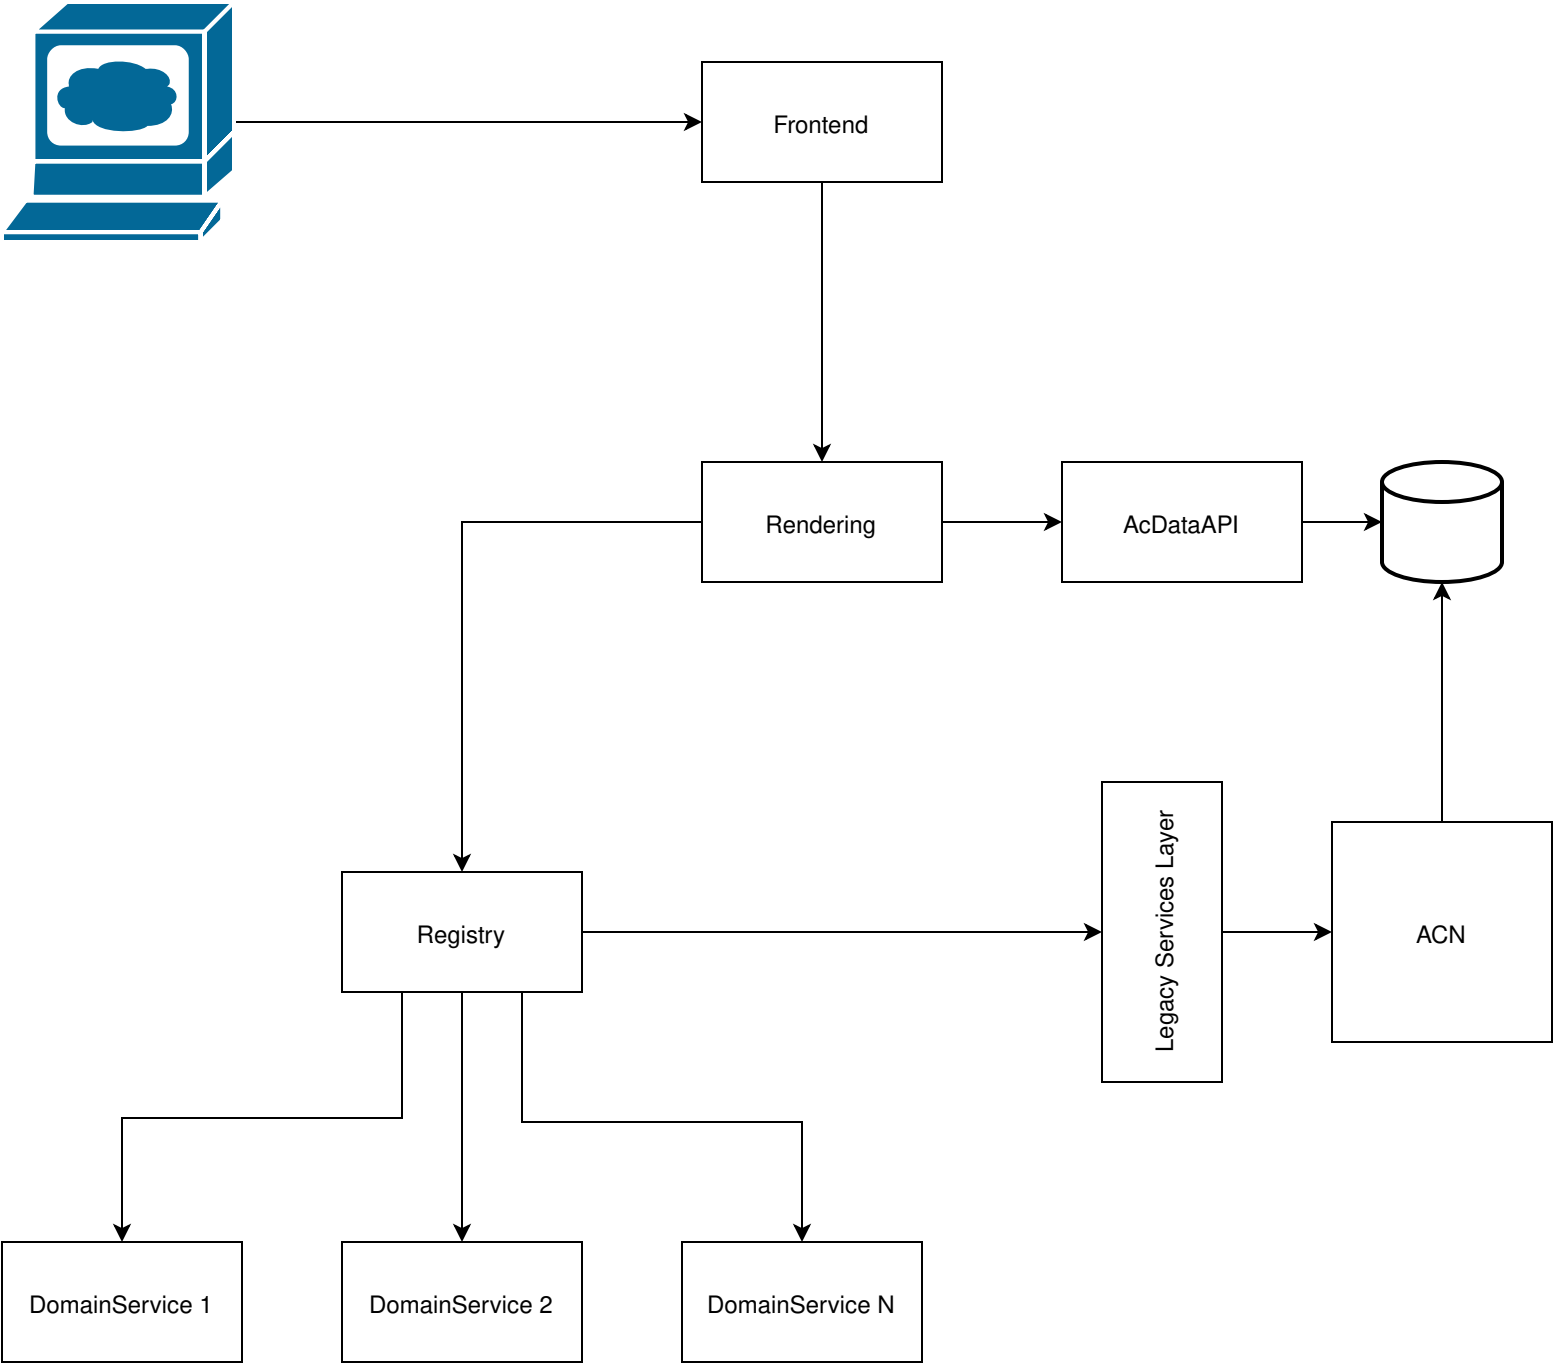 Frontend
Rendering
AcDataAPI
Legacy Services Layer
Registry
ACN
DomainService 1
DomainService 2
DomainService N